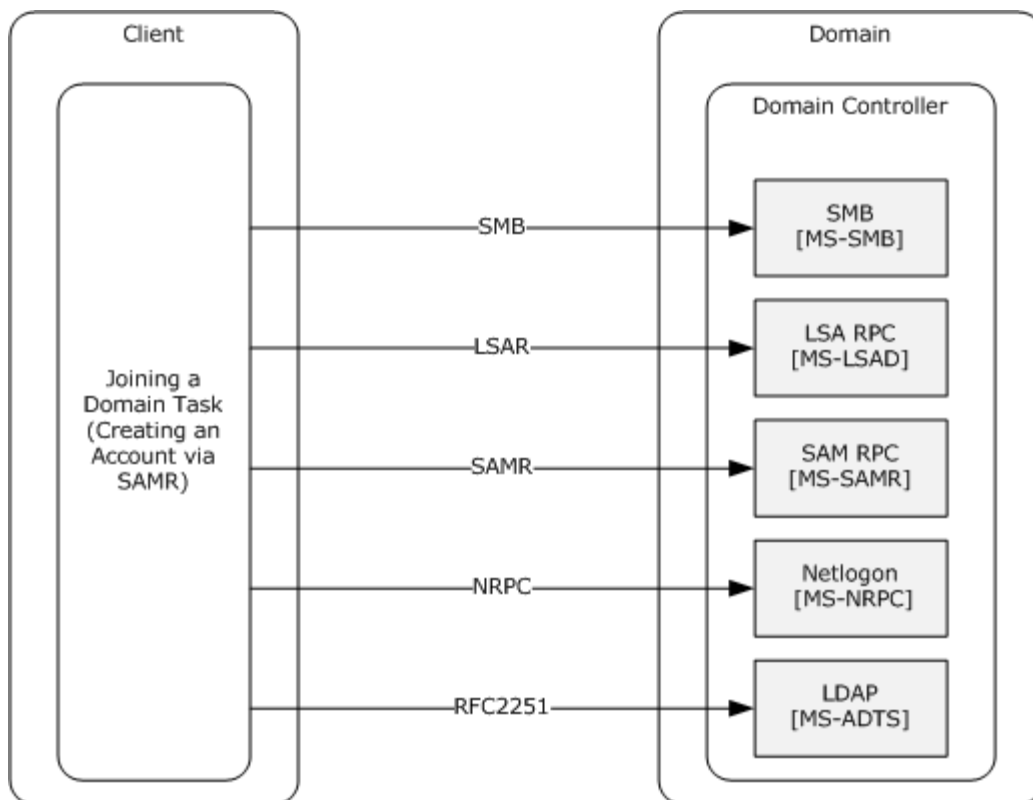 Client
Joining a
Domain Task
(Creating an
Account via
SAMR)
SMB
LSAR
SAMR
NRPC
RFC2251
Domain
Domain Controller
SMB
[MS-SMB]
LSA RPC
[MS-LSAD]
SAM RPC
[MS-SAMR]
Netlogon
[MS-NRPC]
LDAP
[MS-ADTS]